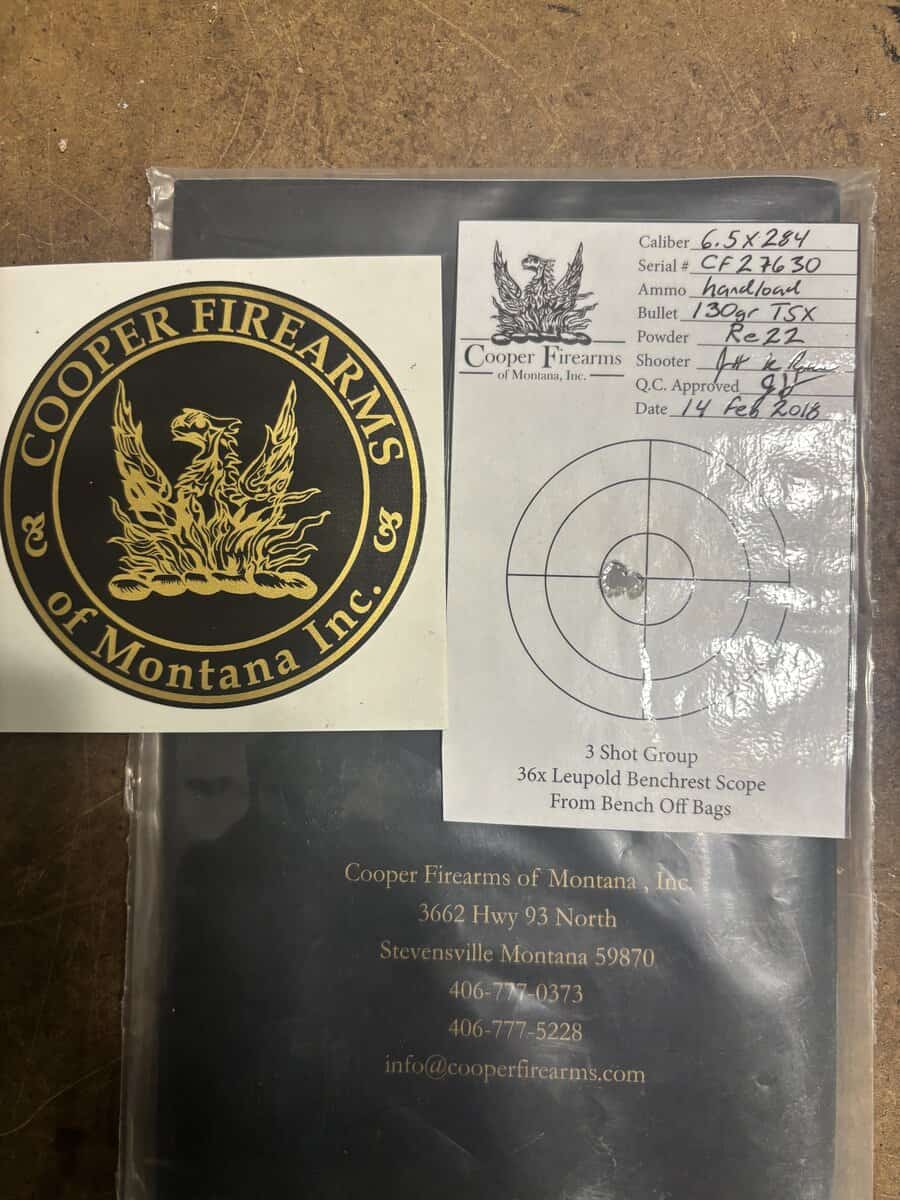 COOPER FIREARMS
of Montana Inc.
Cooper Firearms
of Montana, Inc.
Caliber 6.5 x 284
Serial # CF27630
Ammo handload
Bullet 130gr TSX
Powder Re22
Shooter
Q.C. Approved
Date 14 Feb 2018
3 Shot Group
36x Leupold Benchrest Scope
From Bench Off Bags
Cooper Firearms of Montana , Inc.
3662 Hwy 93 North
Stevensville Montana 59870
406-777-0373
406-777-5228
info@cooperfirearms.com